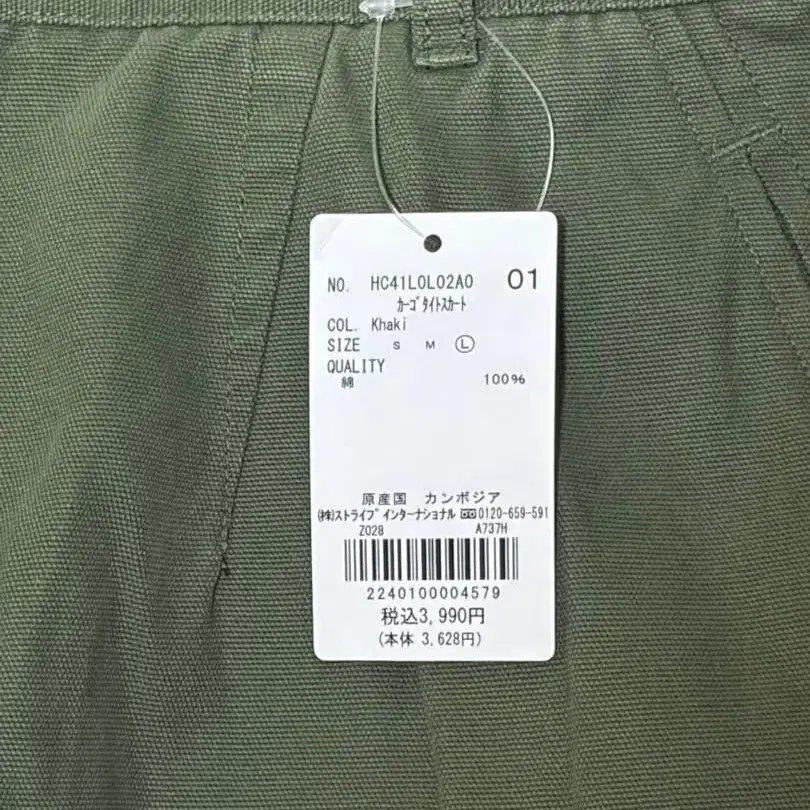 NO. HC41L0L02A0 01
ｶｰｺﾞﾀｲﾄｽｶｰﾄ
COL. Khaki
SIZE S M Ⓛ
QUALITY
綿 100%
原産国 カンボジア
(株)ｽﾄﾗｲﾌﾟｲﾝﾀｰﾅｼｮﾅﾙ 0120-659-591
Z028 A737H
2240100004579
税込3,990円
(本体 3,628円)